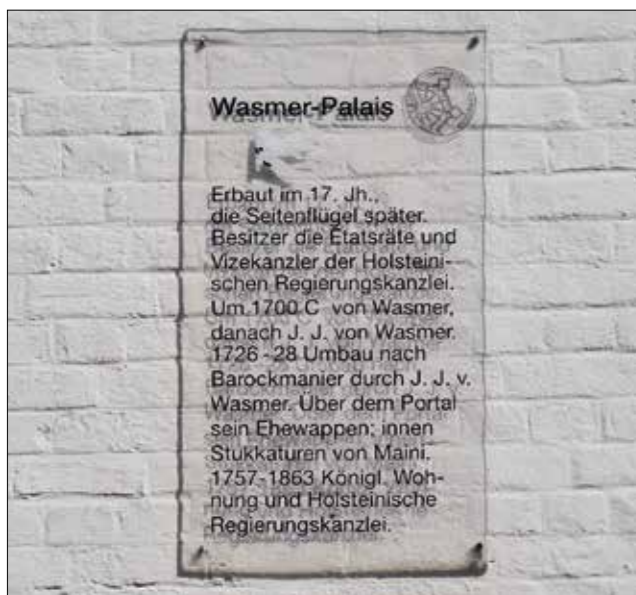 Wasmer-Palais
Erbaut im 17. Jh.,
die Seitenflügel später.
Besitzer die Etatsräte und
Vizekanzler der Holsteini-
schen Regierungskanzlei.
Um 1700 C von Wasmer,
danach J. J. von Wasmer.
1726-28 Umbau nach
Barockmanier durch J. J. v.
Wasmer. Über dem Portal
sein Ehewappen; innen
Stukkaturen von Maini.
1757-1863 Königl. Woh-
nung und Holsteinische
Regierungskanzlei.